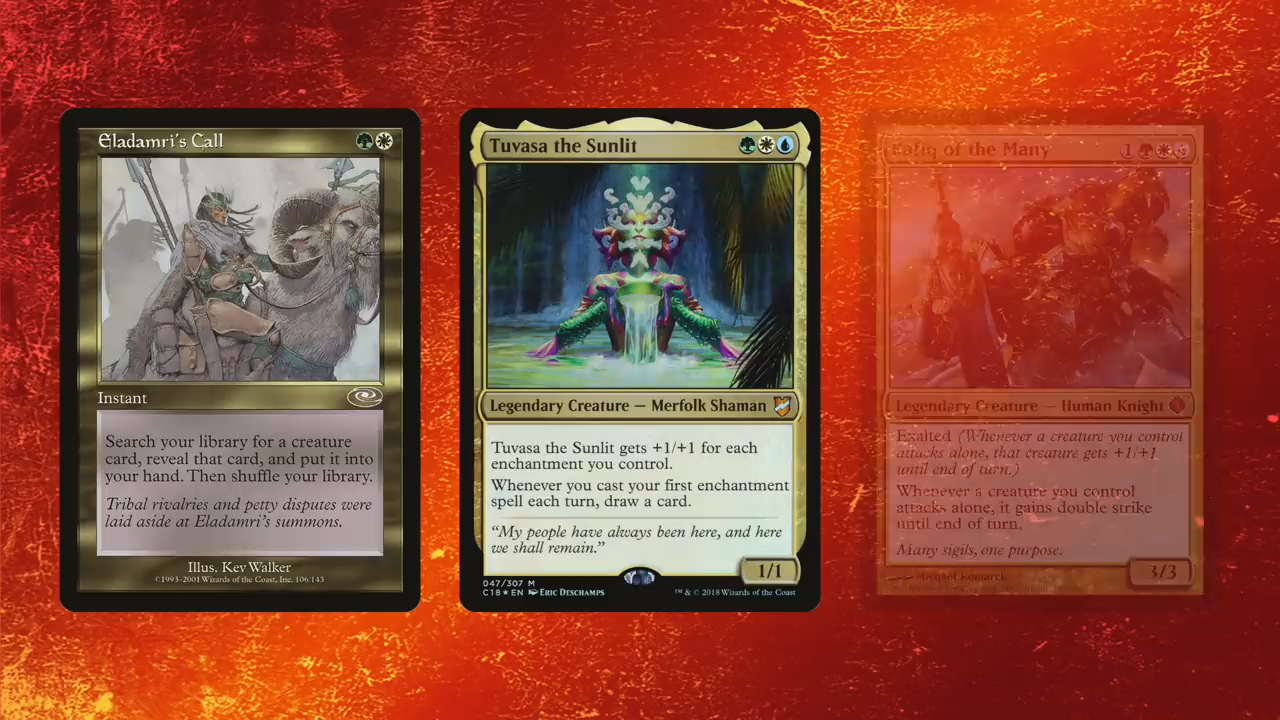 Eladamri's Call
Instant
Search your library for a creature
card, reveal that card, and put it into
your hand. Then shuffle your library.
Tribal rivalries and petty disputes were
laid aside at Eladamri's summons.
Illus. Kev Walker
©1993-2001 Wizards of the Coast, Inc. 106/143
Tuvasa the Sunlit
Legendary Creature — Merfolk Shaman
Tuvasa the Sunlit gets +1/+1 for each
enchantment you control.
Whenever you cast your first enchantment
spell each turn, draw a card.
"My people have always been here, and here
we shall remain."
1/1
047/307 M
C18★EN Eric Deschamps
™ & © 2018 Wizards of the Coast
Rafiq of the Many
1
Legendary Creature — Human Knight
Exalted (Whenever a creature you control
attacks alone, that creature gets +1/+1
until end of turn.)
Whenever a creature you control
attacks alone, it gains double strike
until end of turn.
Many sigils, one purpose.
Michael Komarck
3/3